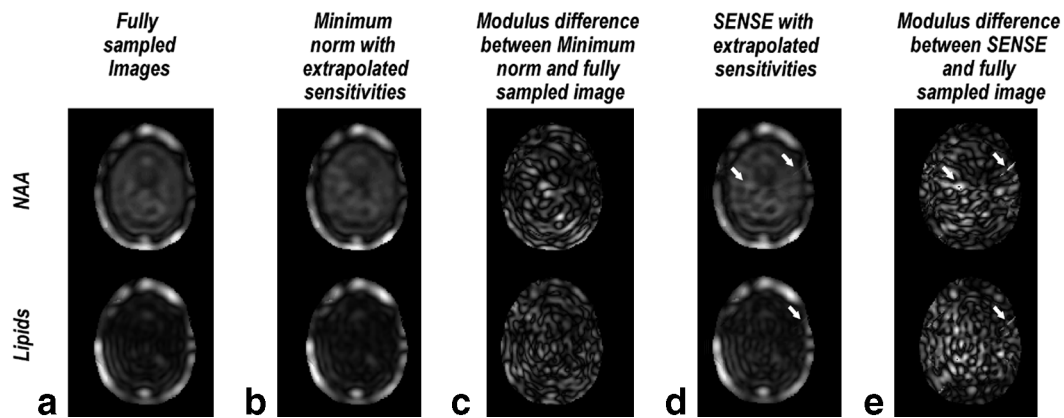 Fully
sampled
Images
Minimum
norm with
extrapolated
sensitivities
Modulus difference
between Minimum
norm and fully
sampled image
SENSE with
extrapolated
sensitivities
Modulus difference
between SENSE
and fully
sampled image
NAA
Lipids
a
b
c
d
e